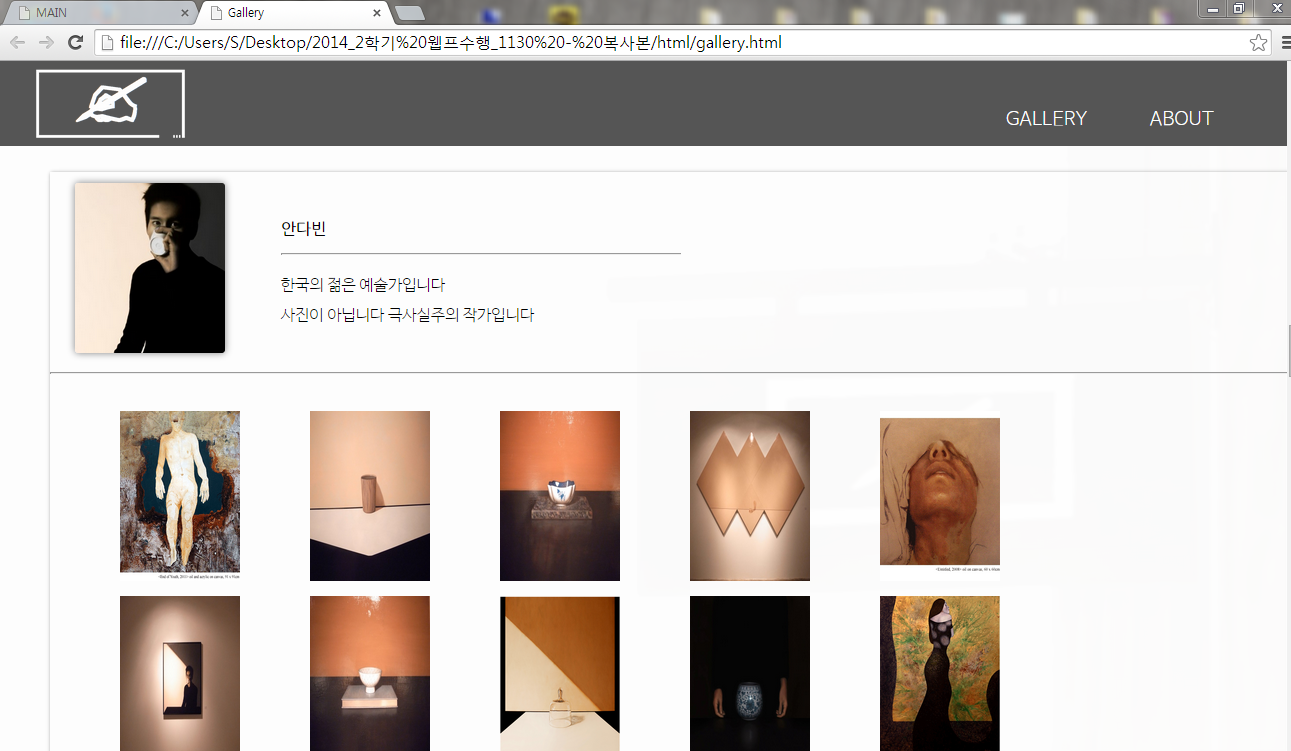 MAIN
Gallery
file:///C:/Users/S/Desktop/2014_2학기%20웹프수행_1130%20-%20복사본/html/gallery.html
GALLERY
ABOUT
안다빈
한국의 젊은 예술가입니다
사진이 아닙니다 극사실주의 작가입니다